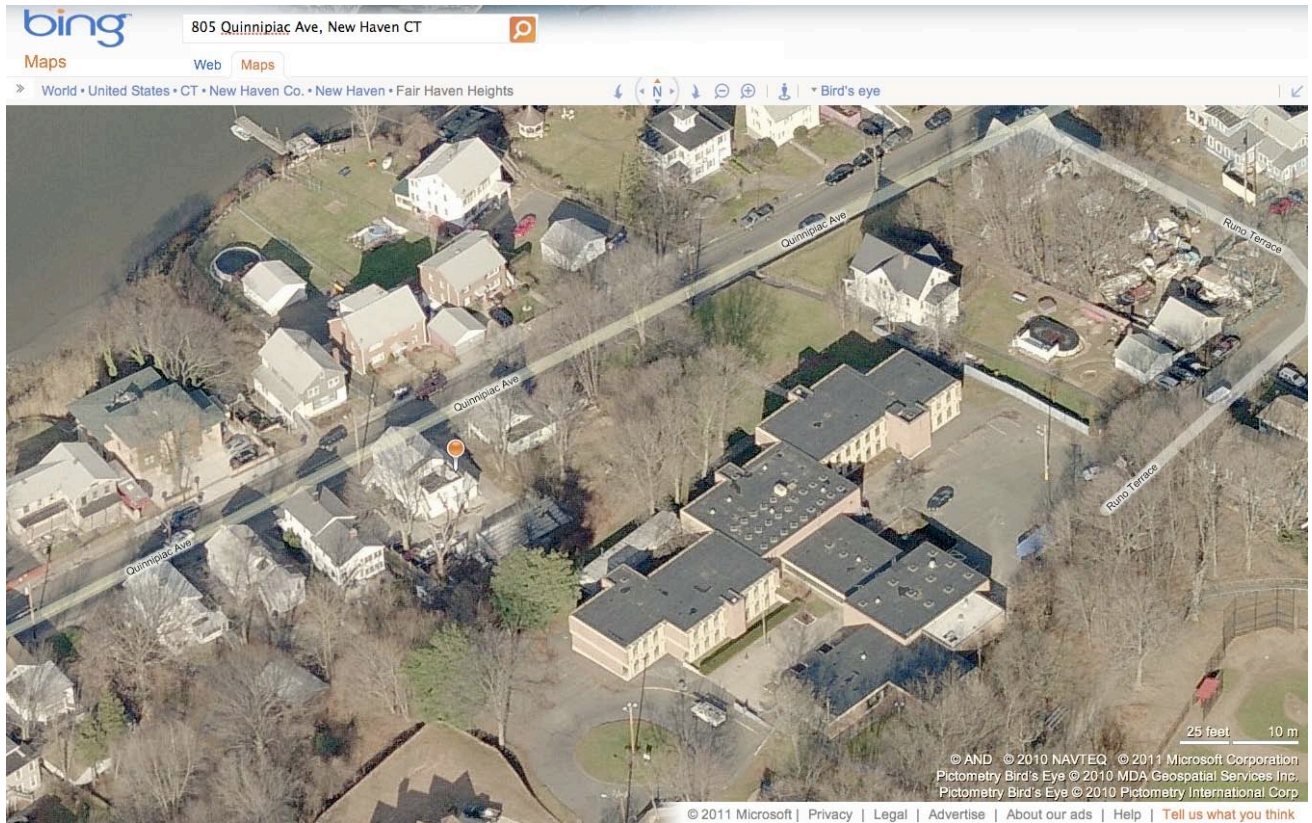 bing™
805 Quinnipiac Ave, New Haven CT
Maps
Web Maps
» World • United States • CT • New Haven Co. • New Haven • Fair Haven Heights
N
Bird's eye
Quinnipiac Ave
Runo Terrace
Quinnipiac Ave
Runo Terrace
Quinnipiac Ave
25 feet 10 m
© AND © 2010 NAVTEQ © 2011 Microsoft Corporation
Pictometry Bird's Eye © 2010 MDA Geospatial Services Inc.
Pictometry Bird's Eye © 2010 Pictometry International Corp
© 2011 Microsoft | Privacy | Legal | Advertise | About our ads | Help | Tell us what you think